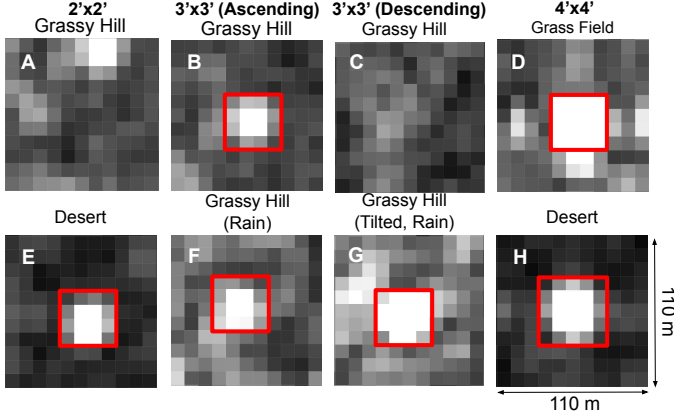 2’x2’ 3’x3’ (Ascending) 3’x3’ (Descending) 4’x4’
Grassy Hill Grassy Hill Grassy Hill Grass Field
A B C D
Desert Grassy Hill (Rain) Grassy Hill (Tilted, Rain) Desert
E F G H
110 m
110 m